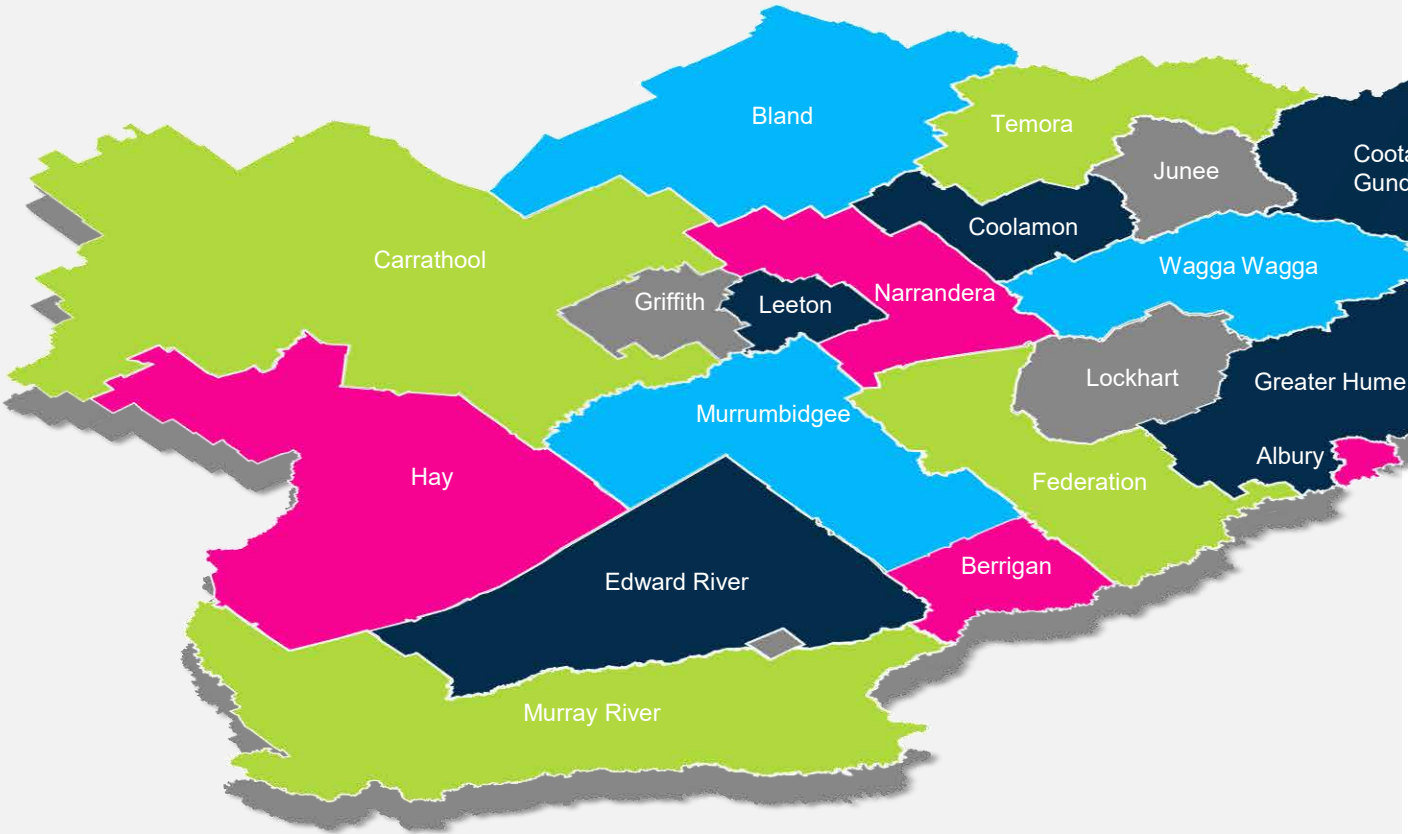 Bland
Temora
Junee
Coota
Gund
Coolamon
Carrathool
Wagga Wagga
Griffith
Leeton
Narrandera
Lockhart
Greater Hume
Murrumbidgee
Albury
Hay
Federation
Berrigan
Edward River
Murray River